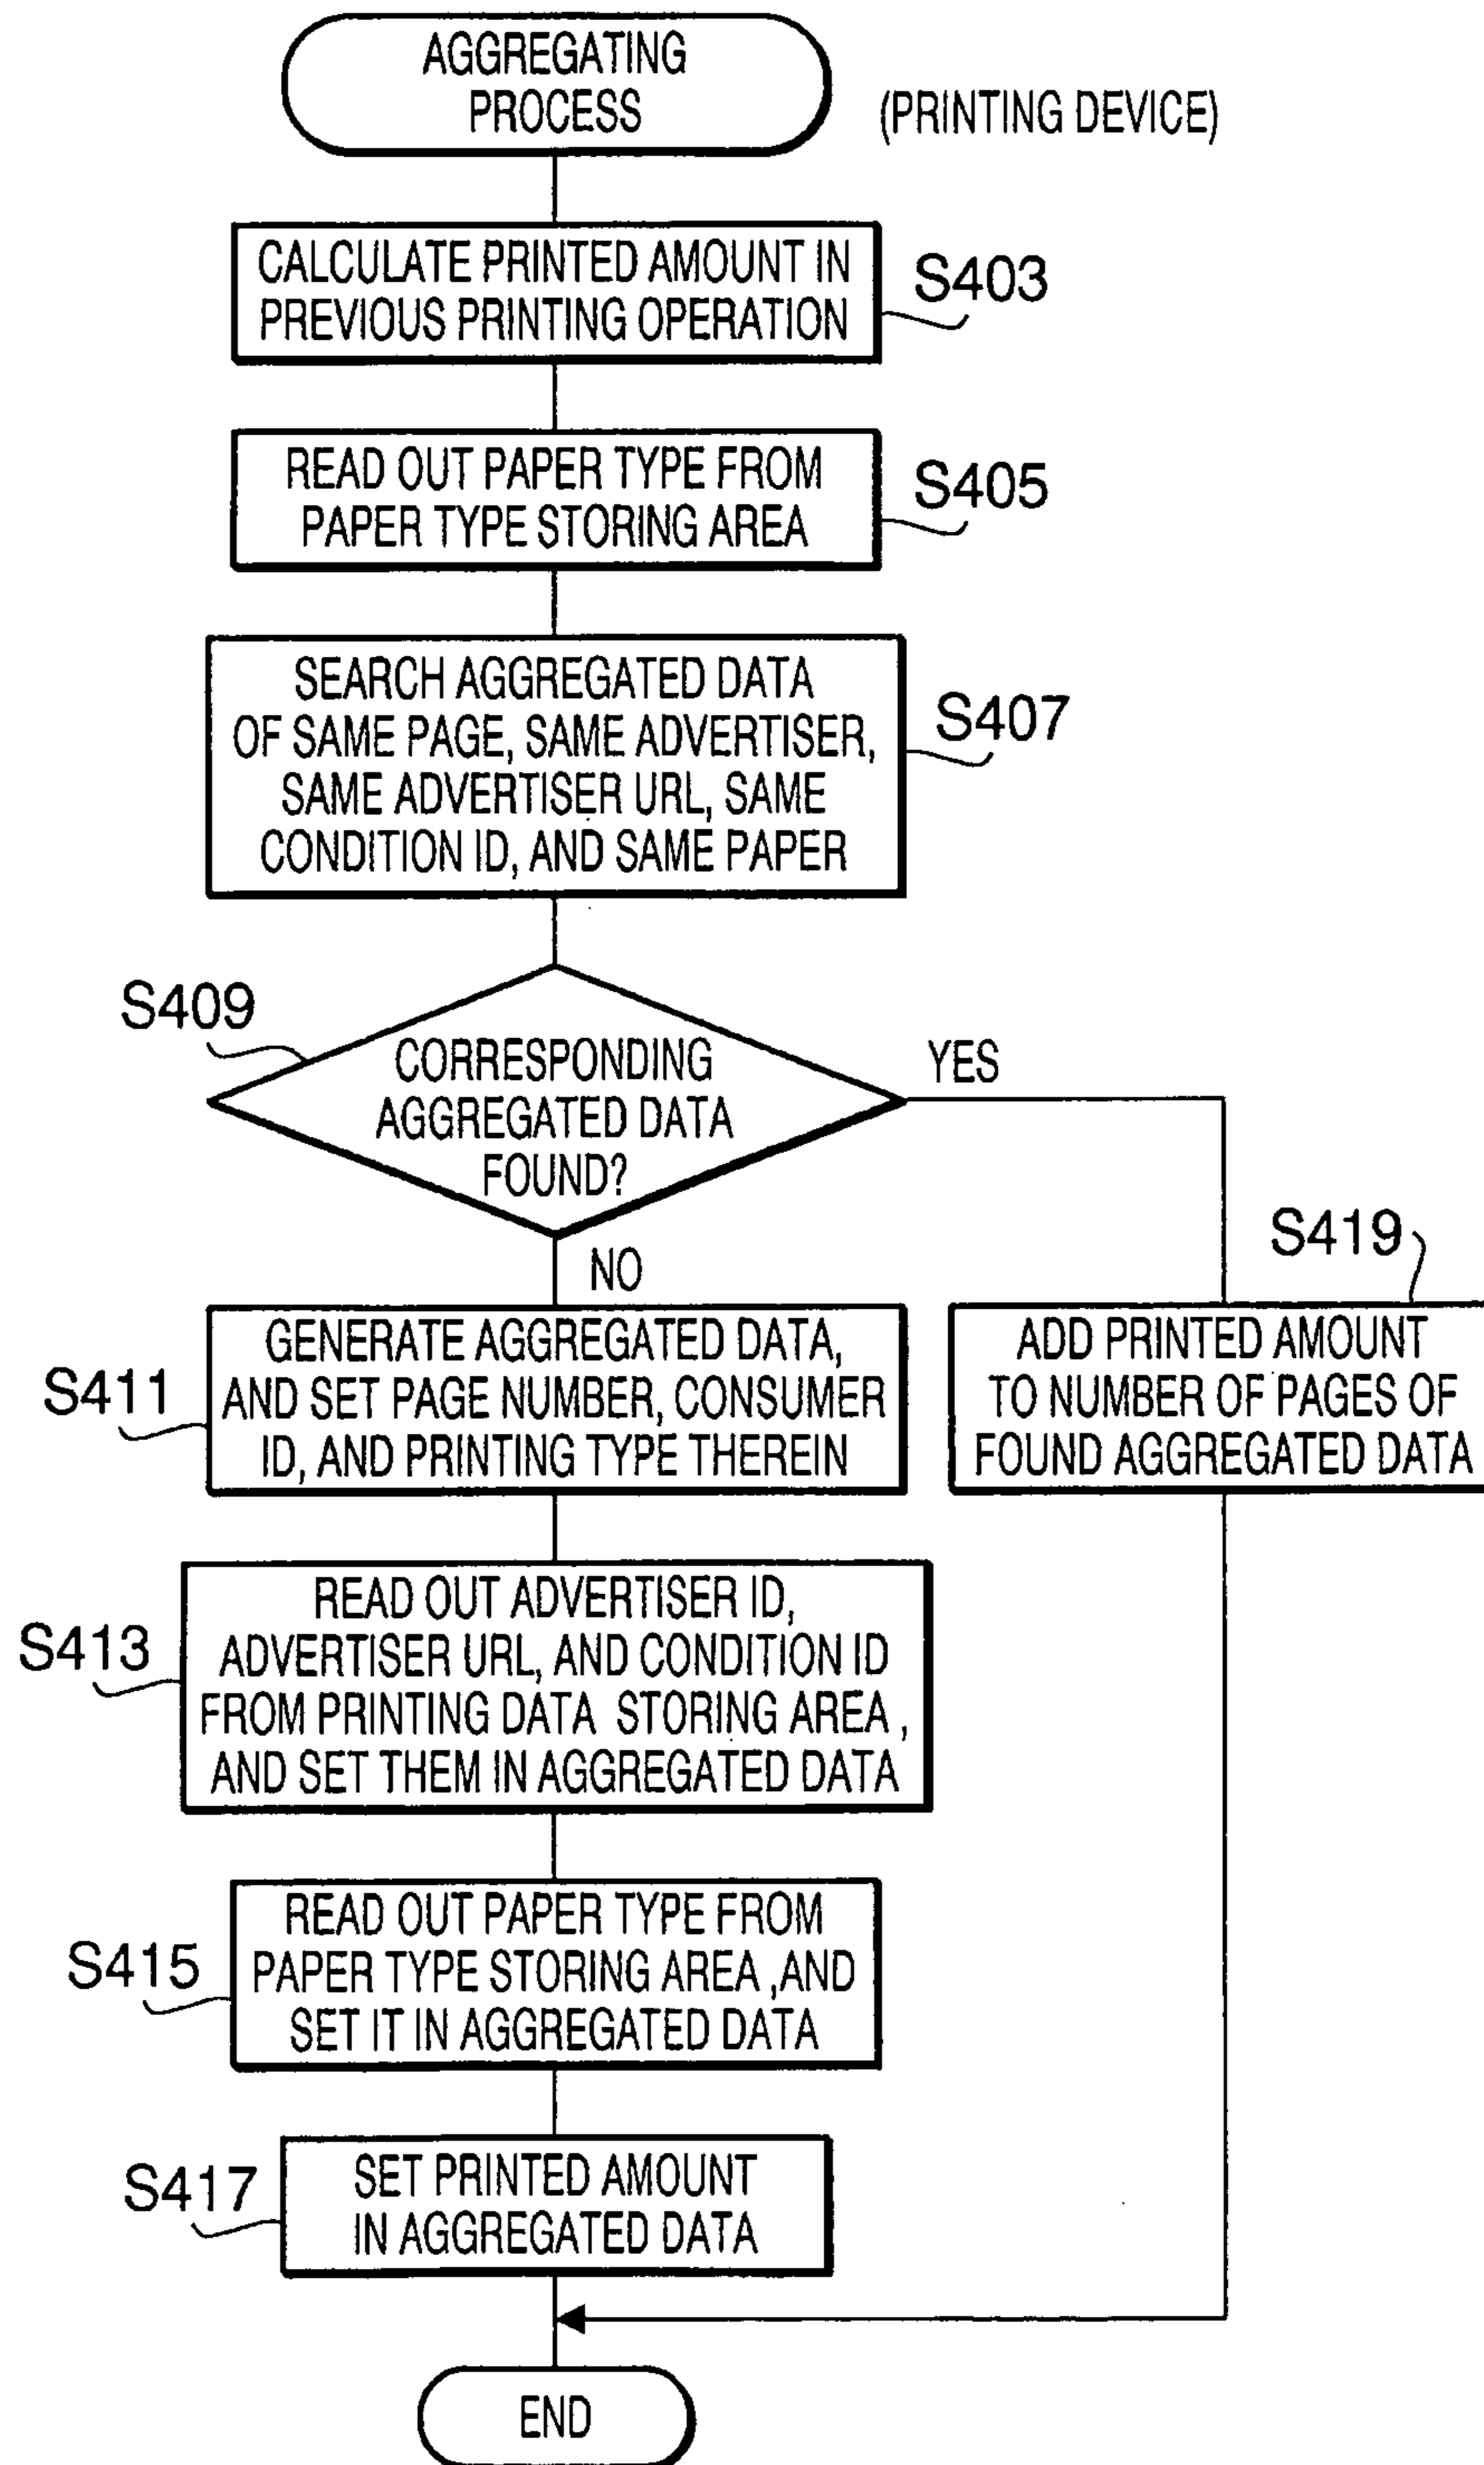 AGGREGATING
PROCESS
(PRINTING DEVICE)
CALCULATE PRINTED AMOUNT IN
PREVIOUS PRINTING OPERATION
S403
READ OUT PAPER TYPE FROM
PAPER TYPE STORING AREA
S405
SEARCH AGGREGATED DATA
OF SAME PAGE, SAME ADVERTISER,
SAME ADVERTISER URL, SAME
CONDITION ID, AND SAME PAPER
S407
S409
CORRESPONDING
AGGREGATED DATA
FOUND?
YES
NO
S419
ADD PRINTED AMOUNT
TO NUMBER OF PAGES OF
FOUND AGGREGATED DATA
S411
GENERATE AGGREGATED DATA,
AND SET PAGE NUMBER, CONSUMER
ID, AND PRINTING TYPE THEREIN
S413
READ OUT ADVERTISER ID,
ADVERTISER URL, AND CONDITION ID
FROM PRINTING DATA STORING AREA ,
AND SET THEM IN AGGREGATED DATA
S415
READ OUT PAPER TYPE FROM
PAPER TYPE STORING AREA ,AND
SET IT IN AGGREGATED DATA
S417
SET PRINTED AMOUNT
IN AGGREGATED DATA
END